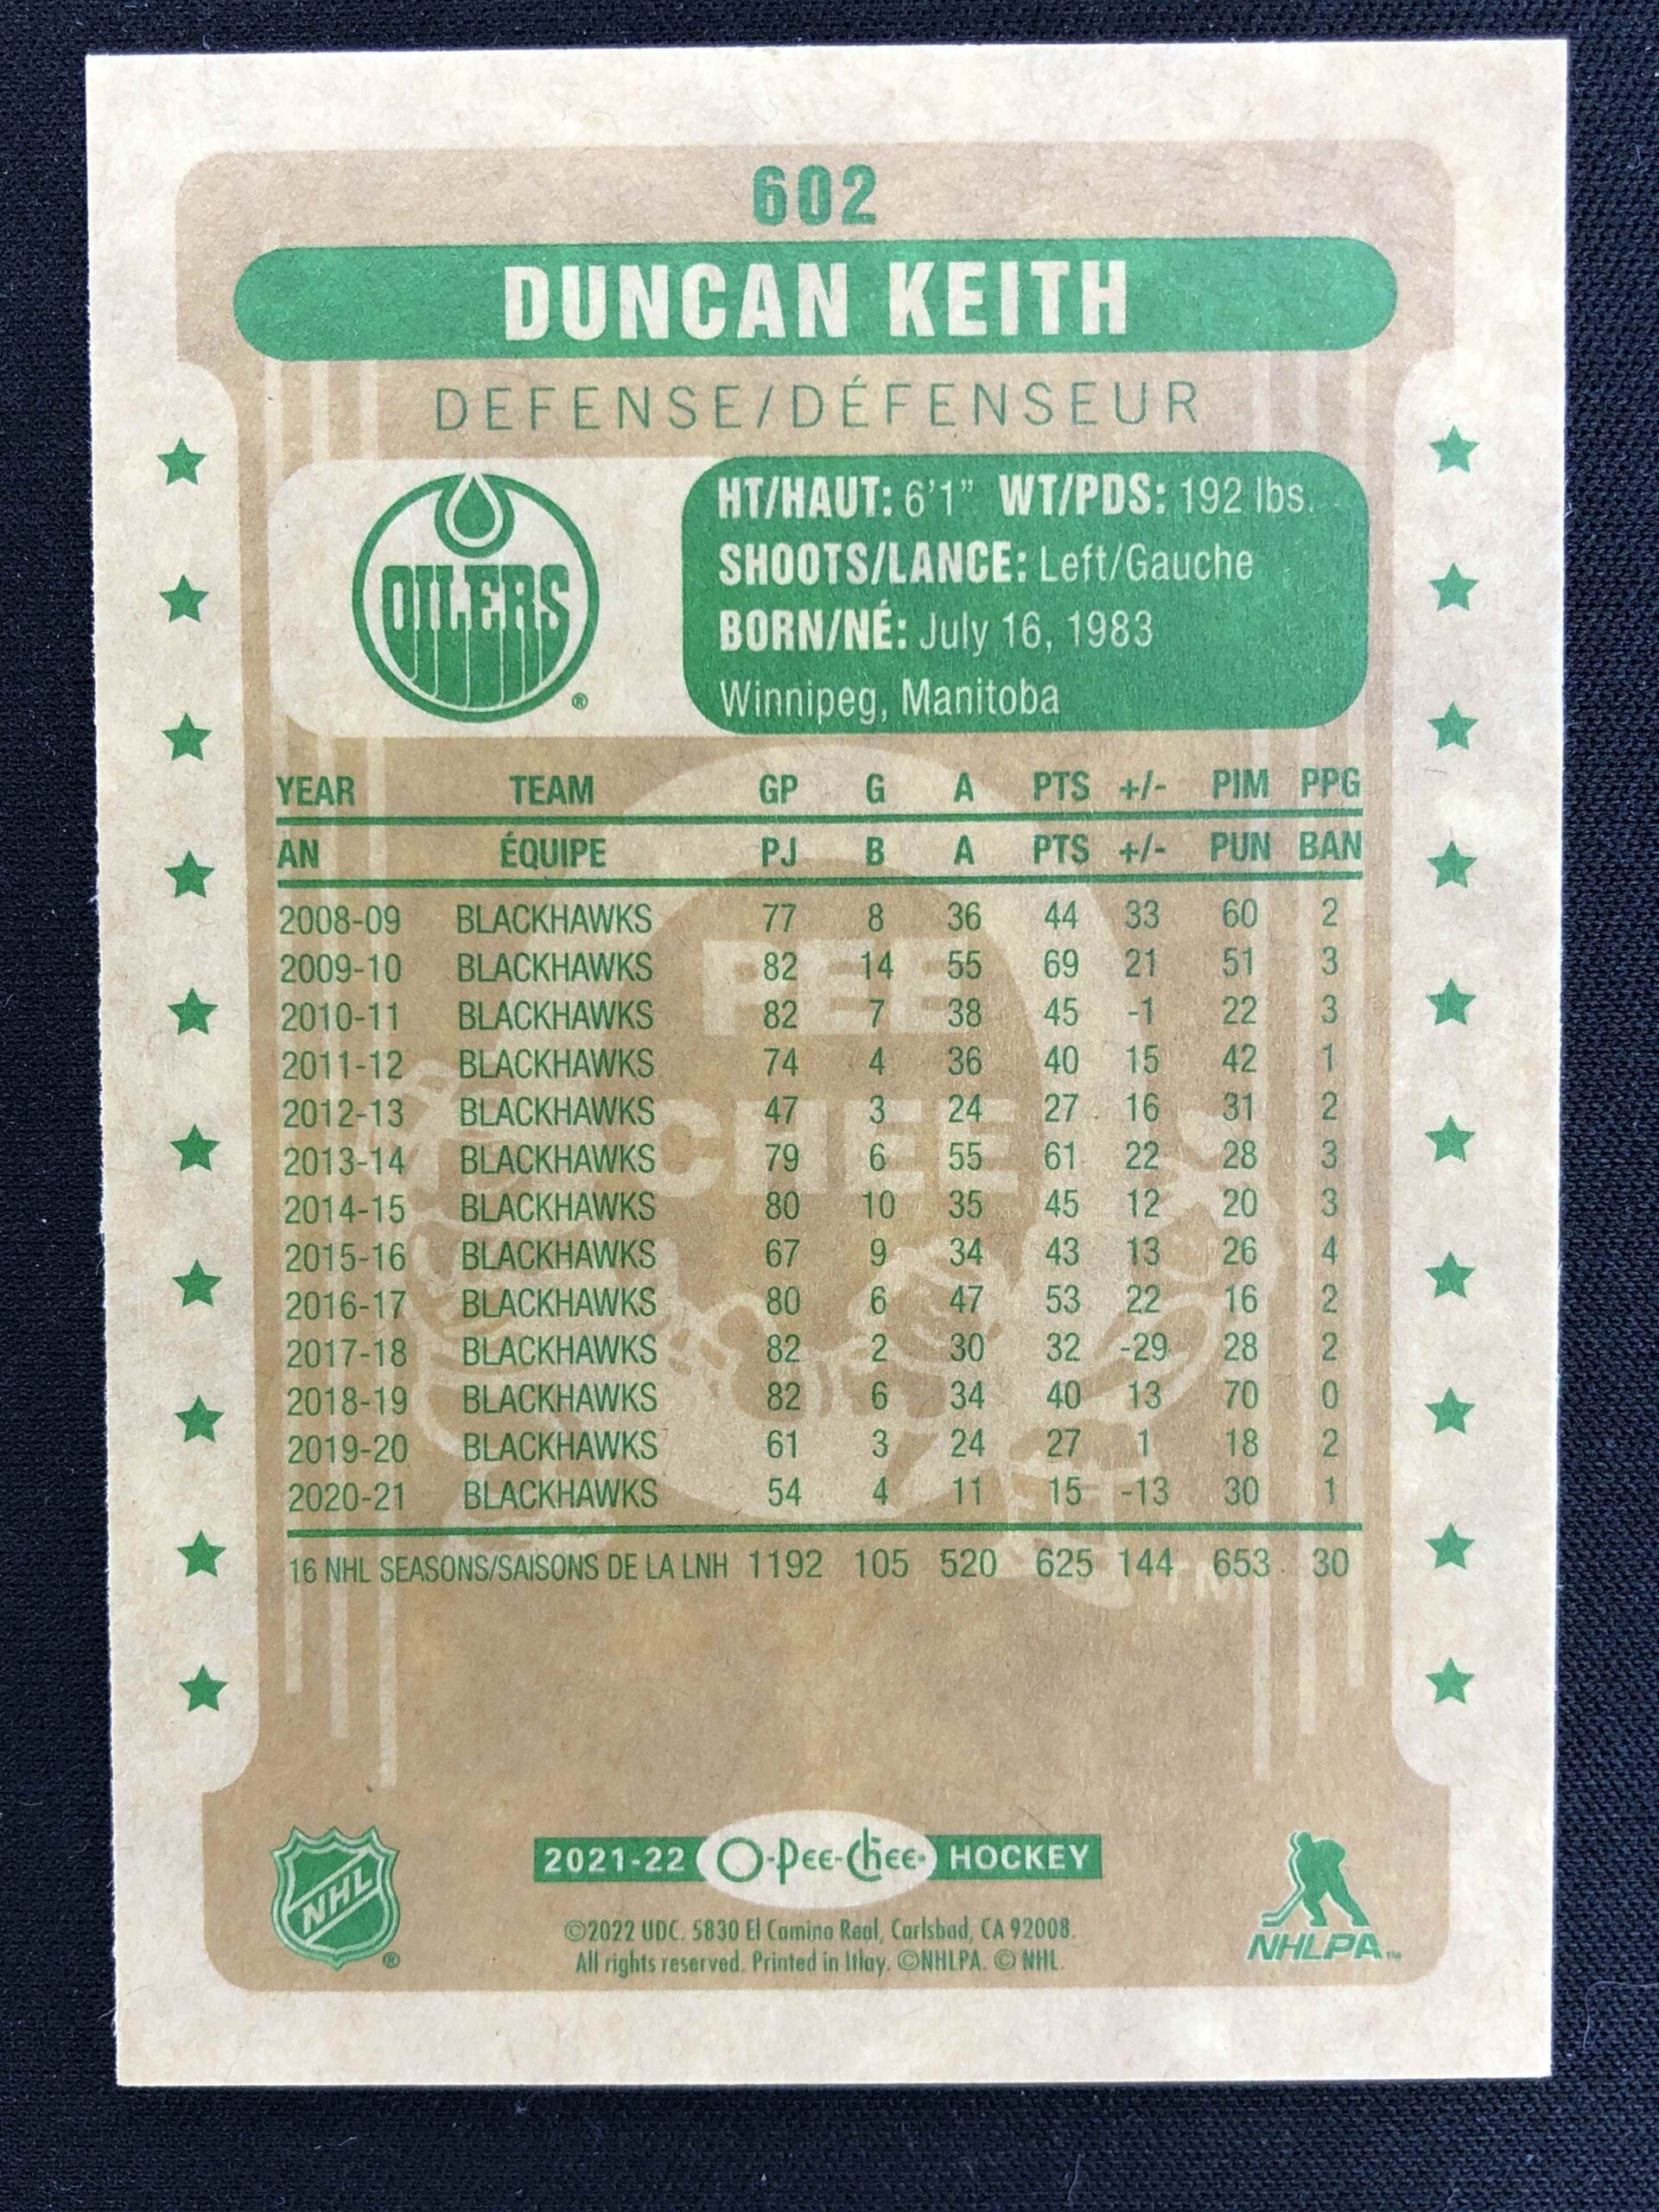 602
DUNCAN KEITH
DEFENSE/DÉFENSEUR
OILERS ®
HT/HAUT: 6'1" WT/PDS: 192 lbs.
SHOOTS/LANCE: Left/Gauche
BORN/NÉ: July 16, 1983
Winnipeg, Manitoba
YEAR TEAM GP G A PTS +/- PIM PPG
AN ÉQUIPE PJ B A PTS +/- PUN BAN
2008-09 BLACKHAWKS 77 8 36 44 33 60 2
2009-10 BLACKHAWKS 82 14 55 69 21 51 3
2010-11 BLACKHAWKS 82 7 38 45 -1 22 3
2011-12 BLACKHAWKS 74 4 36 40 15 42 1
2012-13 BLACKHAWKS 47 3 24 27 16 31 2
2013-14 BLACKHAWKS 79 6 55 61 22 28 3
2014-15 BLACKHAWKS 80 10 35 45 12 20 3
2015-16 BLACKHAWKS 67 9 34 43 13 26 4
2016-17 BLACKHAWKS 80 6 47 53 22 16 2
2017-18 BLACKHAWKS 82 2 30 32 -29 28 2
2018-19 BLACKHAWKS 82 6 34 40 13 70 0
2019-20 BLACKHAWKS 61 3 24 27 1 18 2
2020-21 BLACKHAWKS 54 4 11 15 -13 30 1
16 NHL SEASONS/SAISONS DE LA LNH 1192 105 520 625 144 653 30
PEE
CHEE
NHL ®
2021-22 O-Pee-Chee HOCKEY
©2022 UDC. 5830 El Camino Real, Carlsbad, CA 92008.
All rights reserved. Printed in Itlay. ©NHLPA. © NHL.
NHLPA™